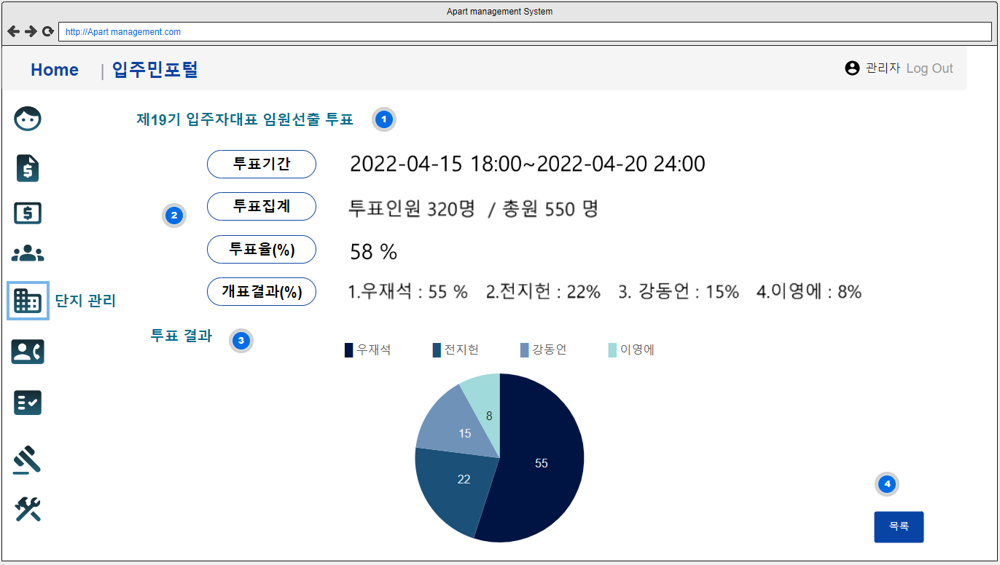 Apart management System
http://Apart management.com
Home | 입주민포털 관리자 Log Out
제19기 입주자대표 임원선출 투표 1
투표기간 2022-04-15 18:00~2022-04-20 24:00
2 투표집계 투표인원 320명 / 총원 550 명
투표율(%) 58 %
개표결과(%) 1.우재석 : 55 % 2.전지헌 : 22% 3. 강동언 : 15% 4.이영에 : 8%
단지 관리
투표 결과 3
우재석 전지헌 강동언 이영에
8
15
55
22
4
목록